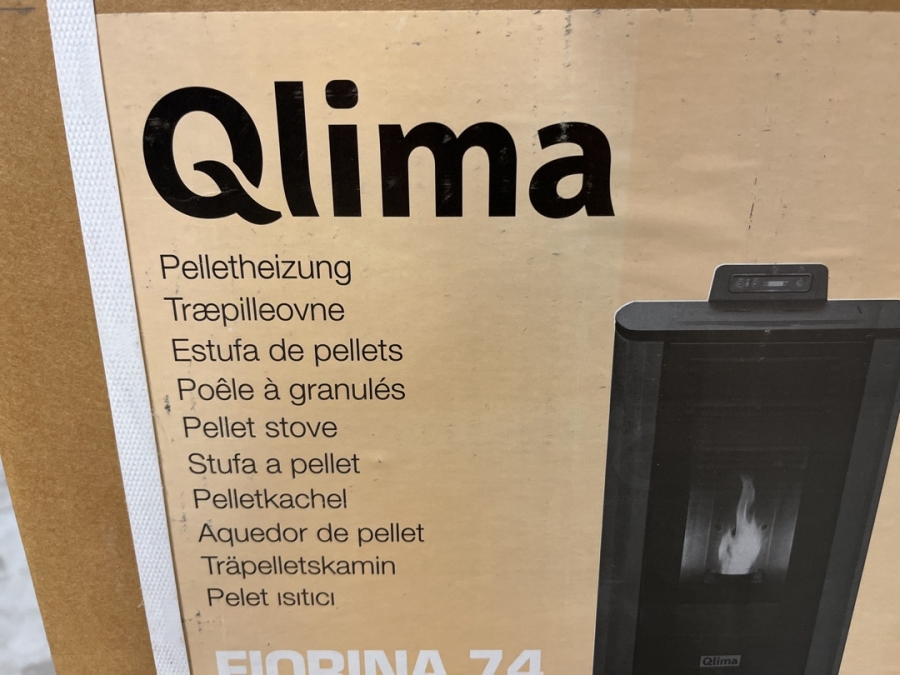 Qlima
Pelletheizung
Træpilleovne
Estufa de pellets
Poêle à granulés
Pellet stove
Stufa a pellet
Pelletkachel
Aquedor de pellet
Träpelletskamin
Pelet ısıtıcı
FIORINA 74
Qlima